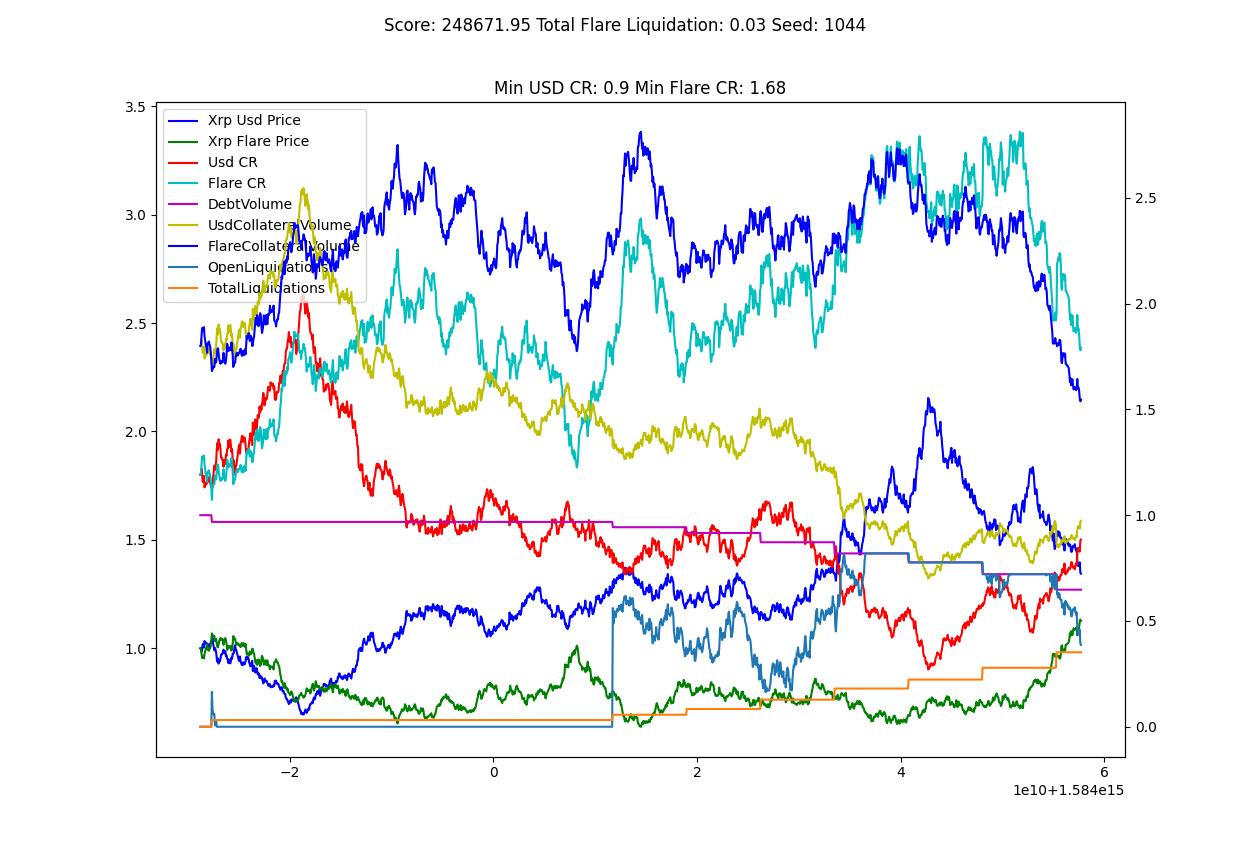 Score: 248671.95 Total Flare Liquidation: 0.03 Seed: 1044
Min USD CR: 0.9 Min Flare CR: 1.68
Xrp Usd Price
Xrp Flare Price
Usd CR
Flare CR
DebtVolume
UsdCollateralVolume
FlareCollateralVolume
OpenLiquidations
TotalLiquidations
3.5
3.0
2.5
2.0
1.5
1.0
2.5
2.0
1.5
1.0
0.5
0.0
−2
0
2
4
6
1e10+1.584e15